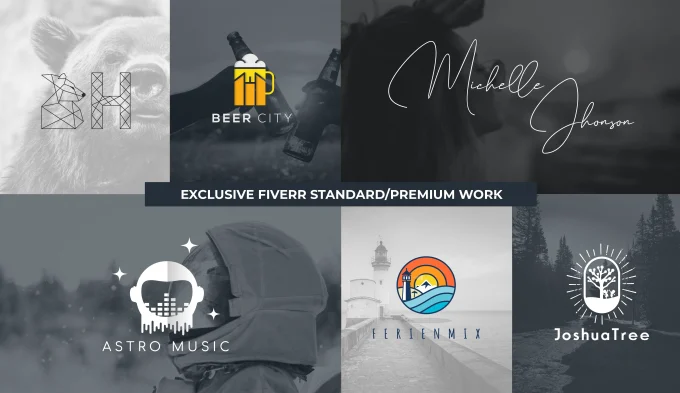 BH
BEER CITY
Michelle
Jhonson
EXCLUSIVE FIVERR STANDARD/PREMIUM WORK
ASTRO MUSIC
FERIENMIX
JoshuaTree